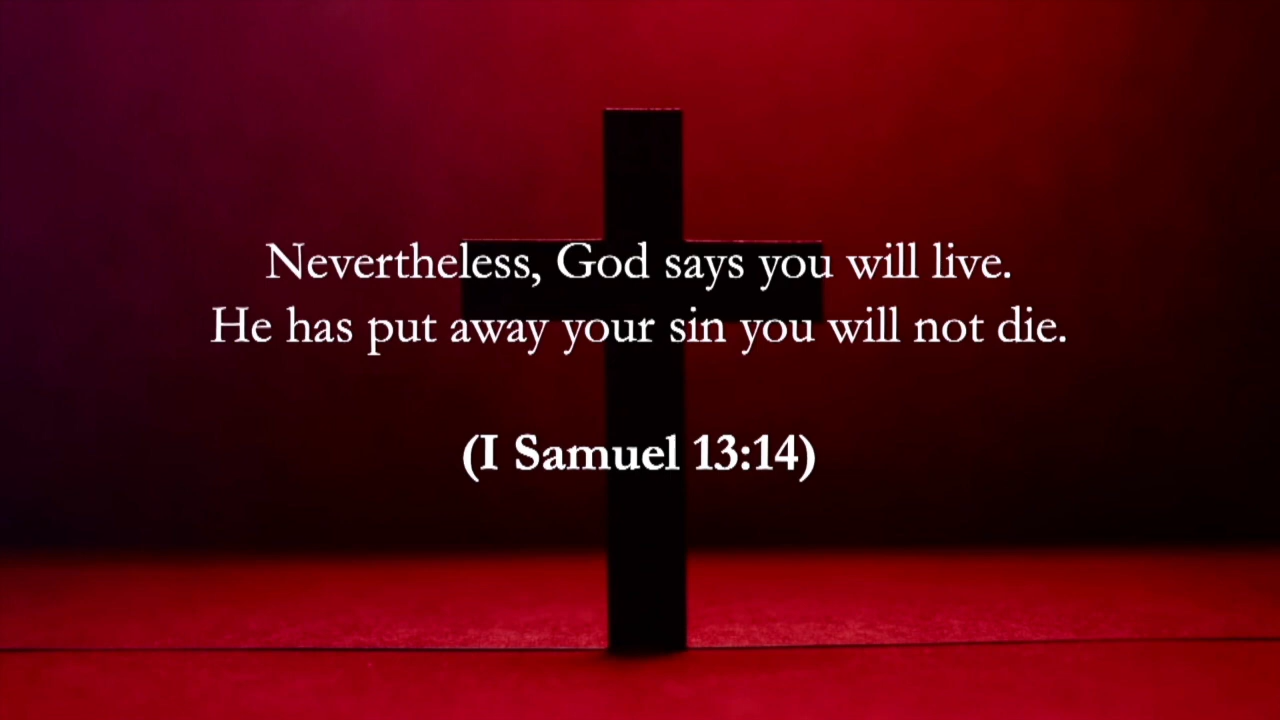 Nevertheless, God says you will live.
He has put away your sin you will not die.
(I Samuel 13:14)